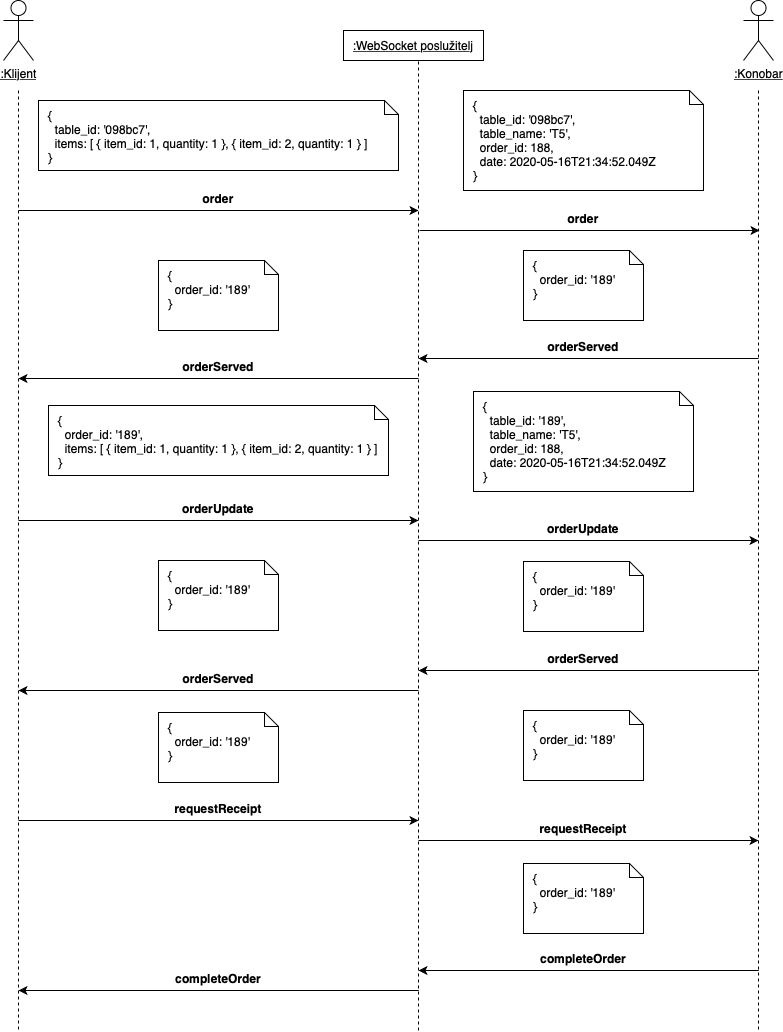 :Klijent
:WebSocket poslužitelj
:Konobar
{
table_id: '098bc7',
items: [ { item_id: 1, quantity: 1 }, { item_id: 2, quantity: 1 } ]
}
{
table_id: '098bc7',
table_name: 'T5',
order_id: 188,
date: 2020-05-16T21:34:52.049Z
}
order
order
{
order_id: '189'
}
{
order_id: '189'
}
orderServed
orderServed
{
order_id: '189',
items: [ { item_id: 1, quantity: 1 }, { item_id: 2, quantity: 1 } ]
}
{
table_id: '189',
table_name: 'T5',
order_id: 188,
date: 2020-05-16T21:34:52.049Z
}
orderUpdate
orderUpdate
{
order_id: '189'
}
{
order_id: '189'
}
orderServed
orderServed
{
order_id: '189'
}
{
order_id: '189'
}
requestReceipt
requestReceipt
{
order_id: '189'
}
completeOrder
completeOrder